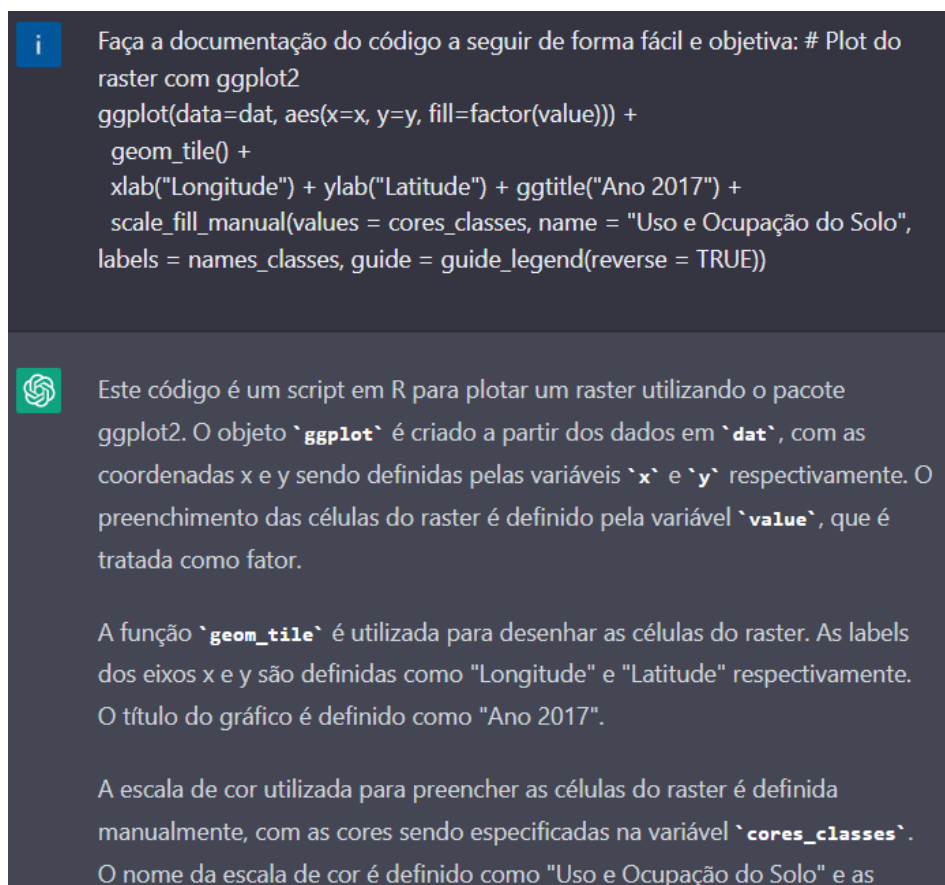 i
Faça a documentação do código a seguir de forma fácil e objetiva: # Plot do
raster com ggplot2
ggplot(data=dat, aes(x=x, y=y, fill=factor(value))) +
geom_tile() +
xlab("Longitude") + ylab("Latitude") + ggtitle("Ano 2017") +
scale_fill_manual(values = cores_classes, name = "Uso e Ocupação do Solo",
labels = names_classes, guide = guide_legend(reverse = TRUE))
Este código é um script em R para plotar um raster utilizando o pacote
ggplot2. O objeto `ggplot` é criado a partir dos dados em `dat`, com as
coordenadas x e y sendo definidas pelas variáveis `x` e `y` respectivamente. O
preenchimento das células do raster é definido pela variável `value`, que é
tratada como fator.
A função `geom_tile` é utilizada para desenhar as células do raster. As labels
dos eixos x e y são definidas como "Longitude" e "Latitude" respectivamente.
O título do gráfico é definido como "Ano 2017".
A escala de cor utilizada para preencher as células do raster é definida
manualmente, com as cores sendo especificadas na variável `cores_classes`.
O nome da escala de cor é definido como "Uso e Ocupação do Solo" e as